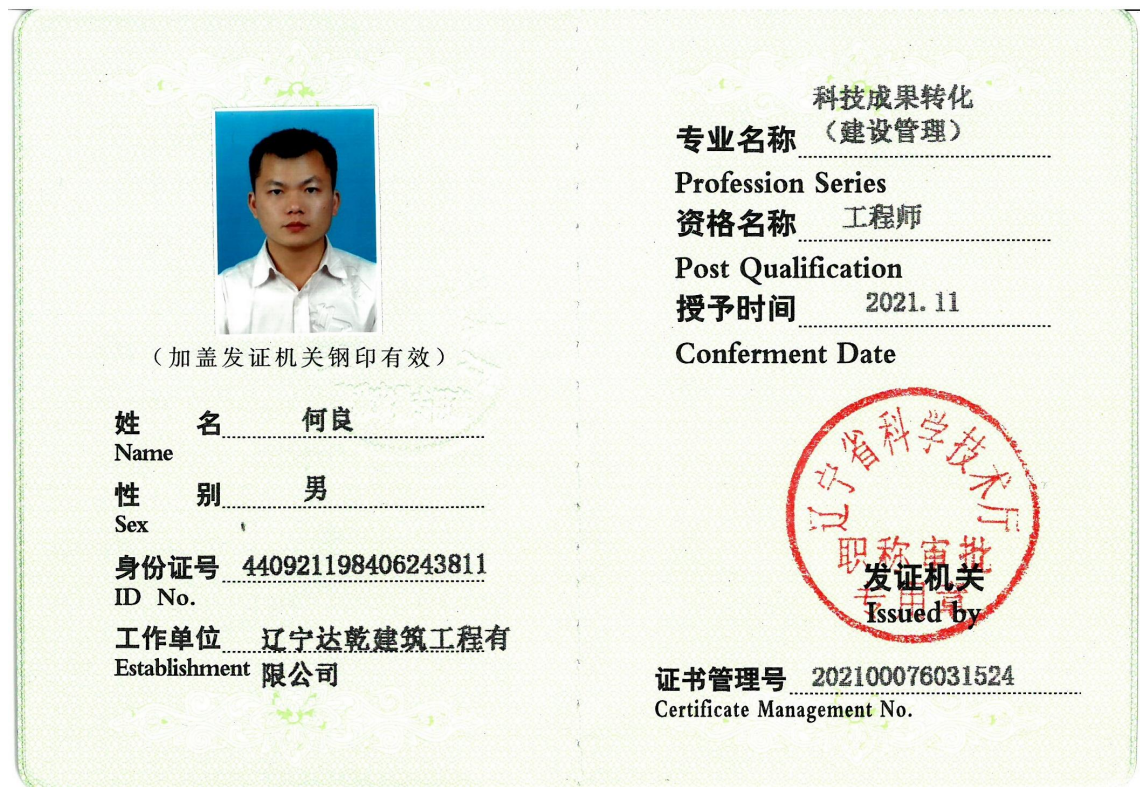 （加盖发证机关钢印有效）
姓 名 何良
Name
性 别 男
Sex
身份证号 440921198406243811
ID No.
工作单位 辽宁达乾建筑工程有
Establishment 限公司
科技成果转化
专业名称 （建设管理）
Profession Series
资格名称 工程师
Post Qualification
授予时间 2021.11
Conferment Date
辽宁省科学技术厅
职称审批
专用章
发证机关
Issued by
证书管理号 202100076031524
Certificate Management No.